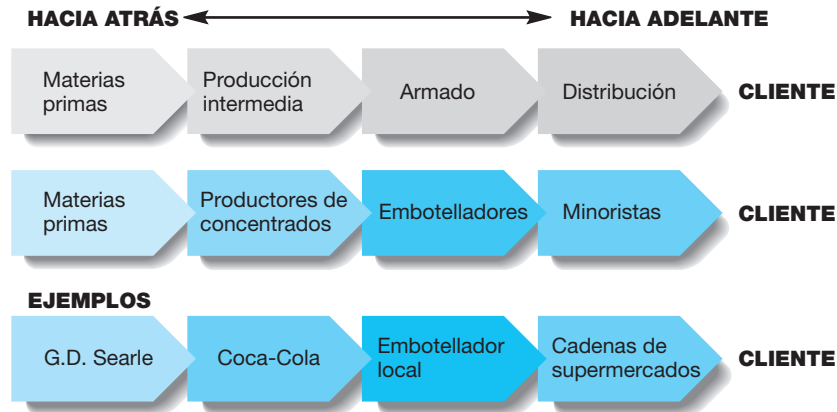 HACIA ATRÁS HACIA ADELANTE
Materias primas
Producción intermedia
Armado
Distribución
CLIENTE
Materias primas
Productores de concentrados
Embotelladores
Minoristas
CLIENTE
EJEMPLOS
G.D. Searle
Coca-Cola
Embotellador local
Cadenas de supermercados
CLIENTE